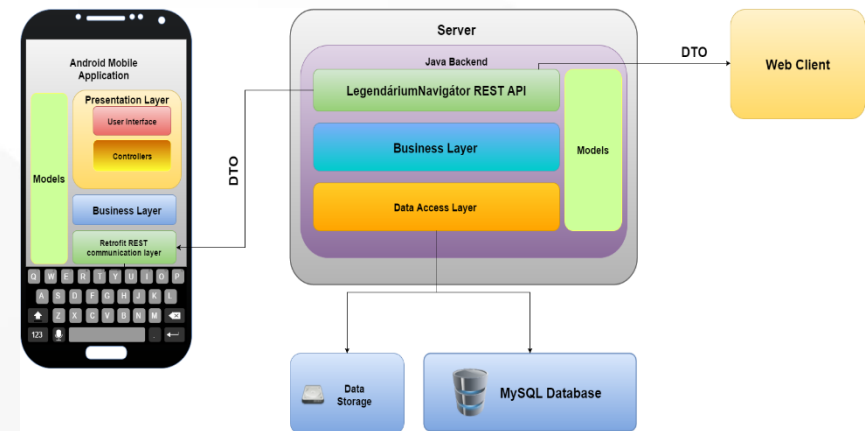 Android Mobile
Application
Presentation Layer
User Interface
Controllers
Models
Business Layer
Retrofit REST
communication layer
Q W E R T Y U I O P
A S D F G H J K L
Z X C V B N M
123
.
DTO
Server
Java Backend
LegendáriumNavigátor REST API
Business Layer
Data Access Layer
Models
DTO
Web Client
Data
Storage
MySQL Database